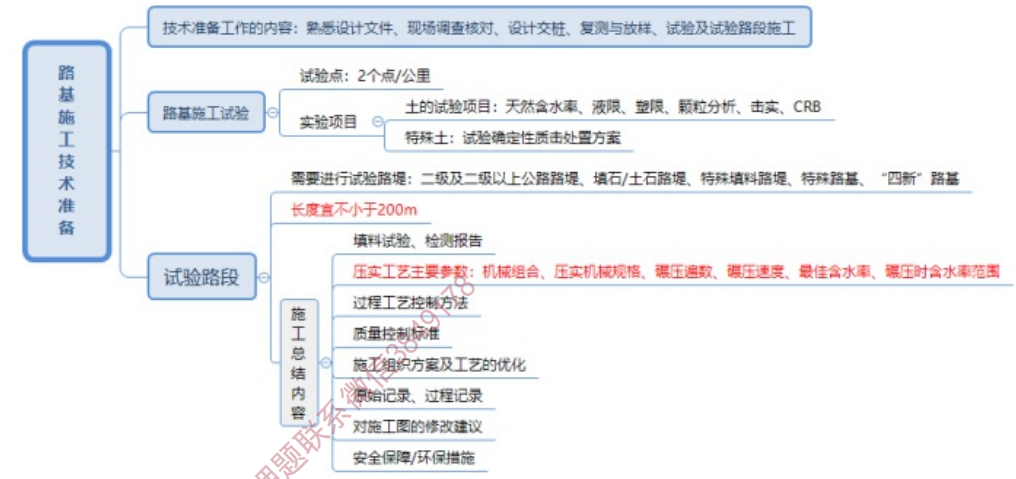 路基施工技术准备
技术准备工作的内容：熟悉设计文件、现场调查核对、设计交桩、复测与放样、试验及试验路段施工
路基施工试验
试验点：2个点/公里
实验项目
土的试验项目：天然含水率、液限、塑限、颗粒分析、击实、CRB
特殊土：试验确定性质击处置方案
试验路段
需要进行试验路堤：二级及二级以上公路路堤、填石/土石路堤、特殊填料路堤、特殊路基、“四新”路基
长度宜不小于200m
施工总结内容
填料试验、检测报告
压实工艺主要参数：机械组合、压实机械规格、碾压遍数、碾压速度、最佳含水率、碾压时含水率范围
过程工艺控制方法
质量控制标准
施工组织方案及工艺的优化
原始记录、过程记录
对施工图的修改建议
安全保障/环保措施
押题联系微信3849178